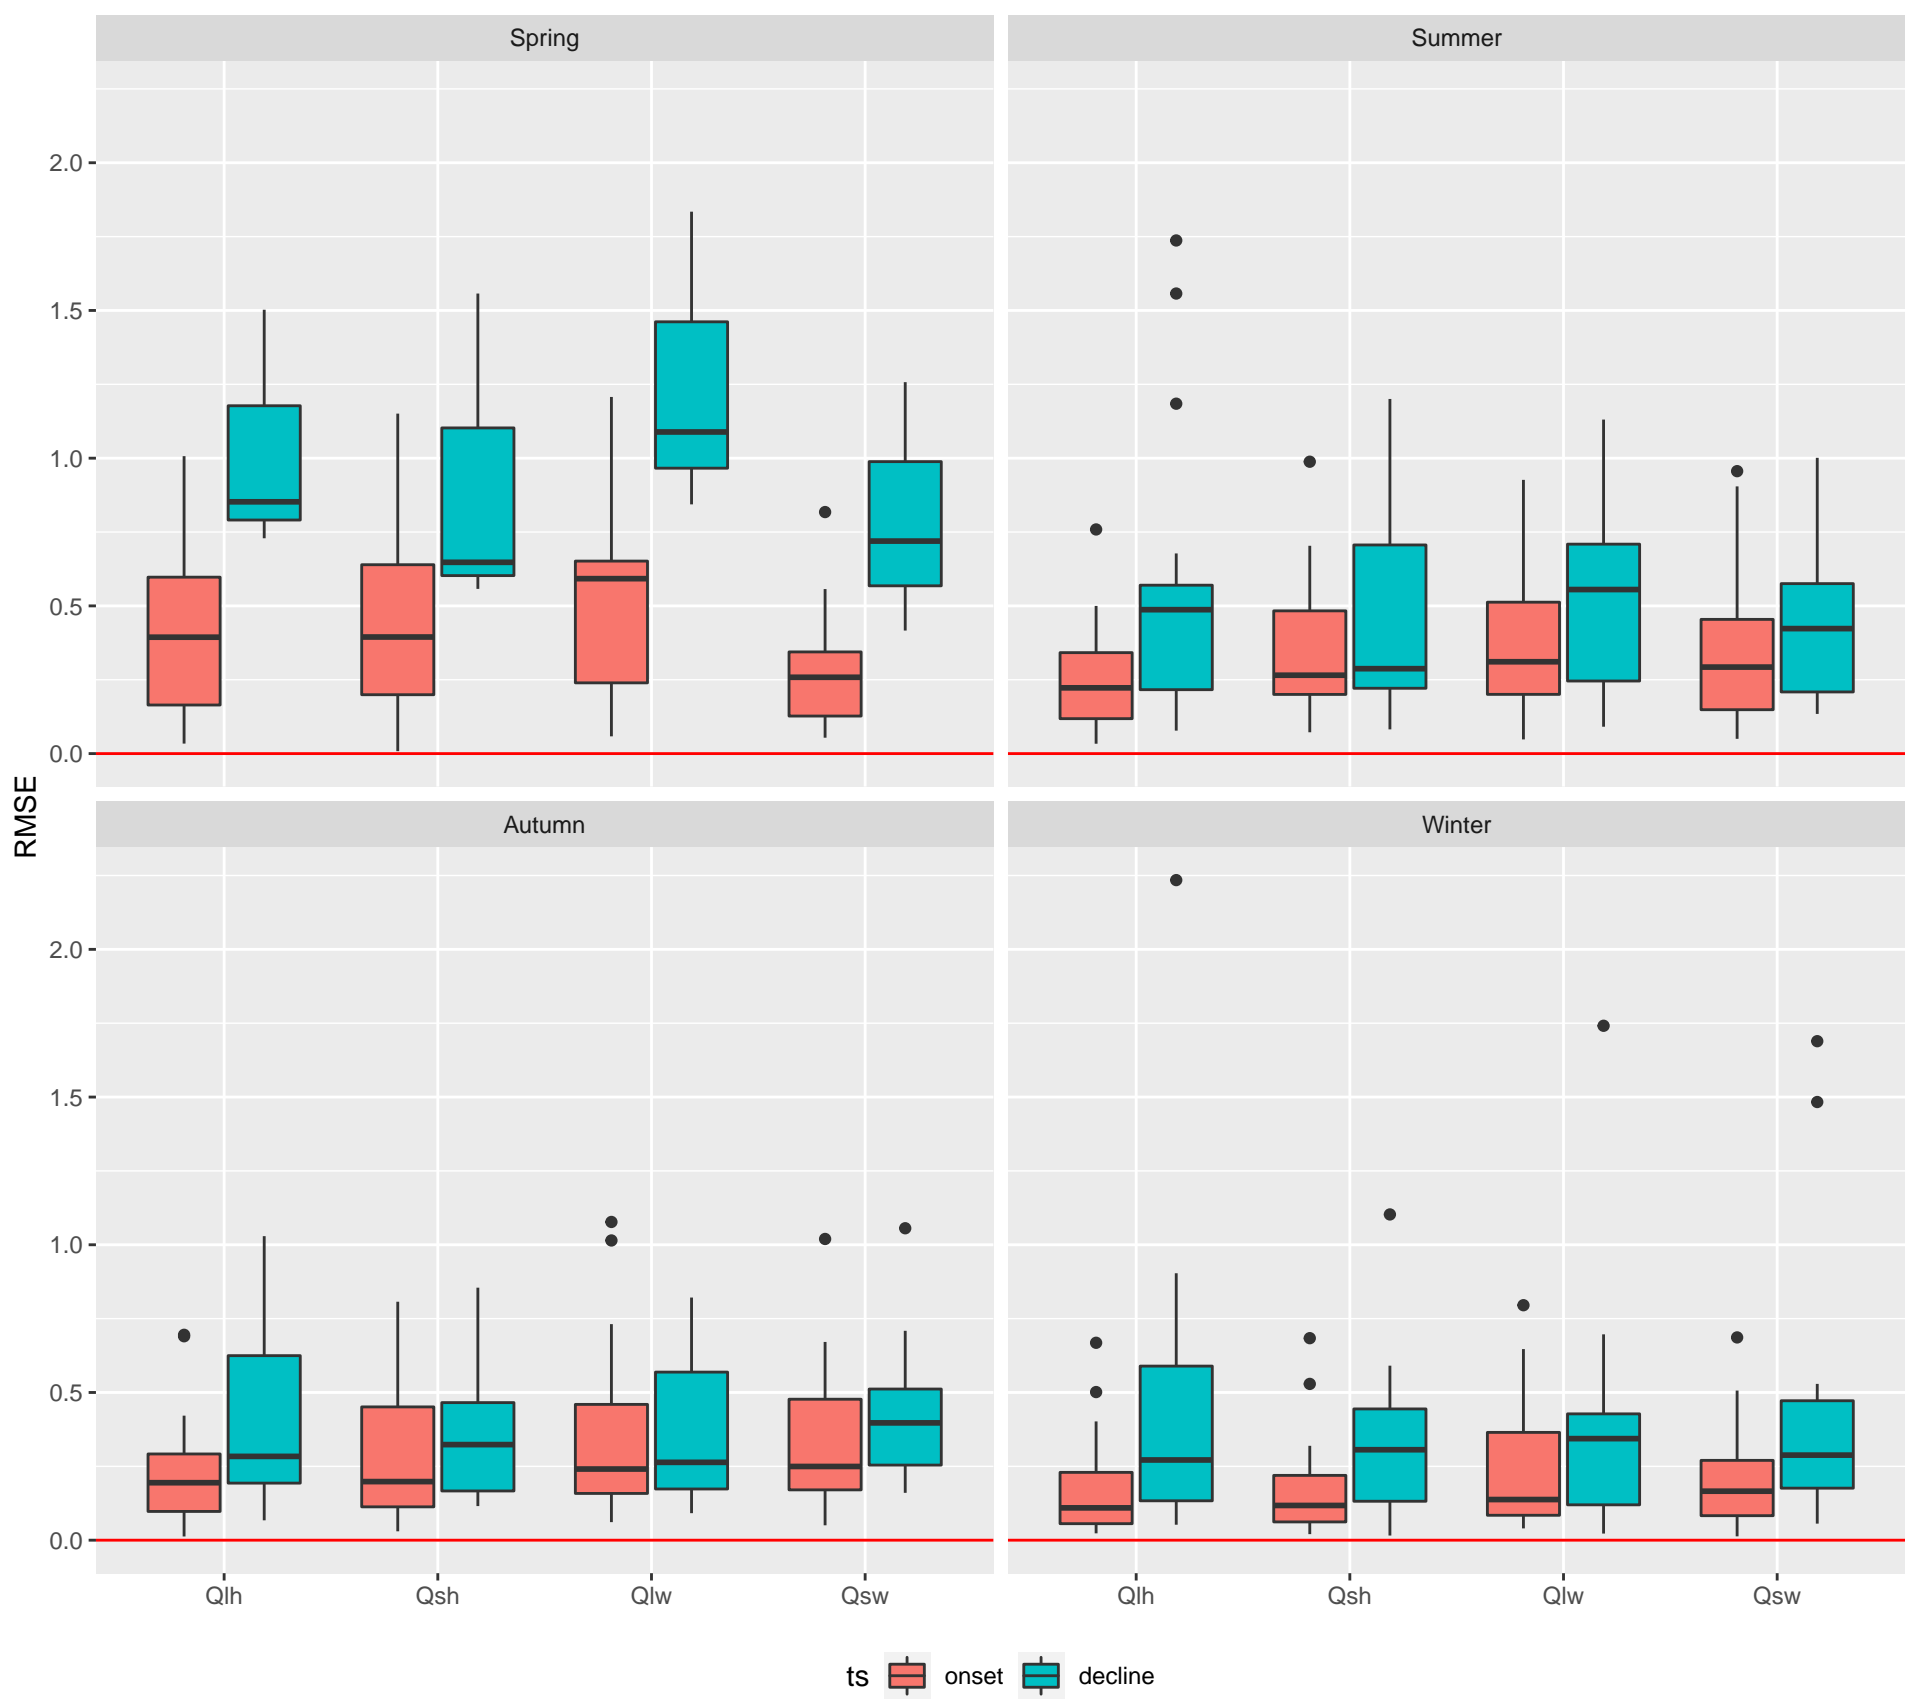 Spring
Summer
2.0
1.5
1.0
0.5
0.0
RMSE
Autumn
Winter
2.0
1.5
1.0
0.5
0.0
Qlh Qsh Qlw Qsw
Qlh Qsh Qlw Qsw
ts onset decline